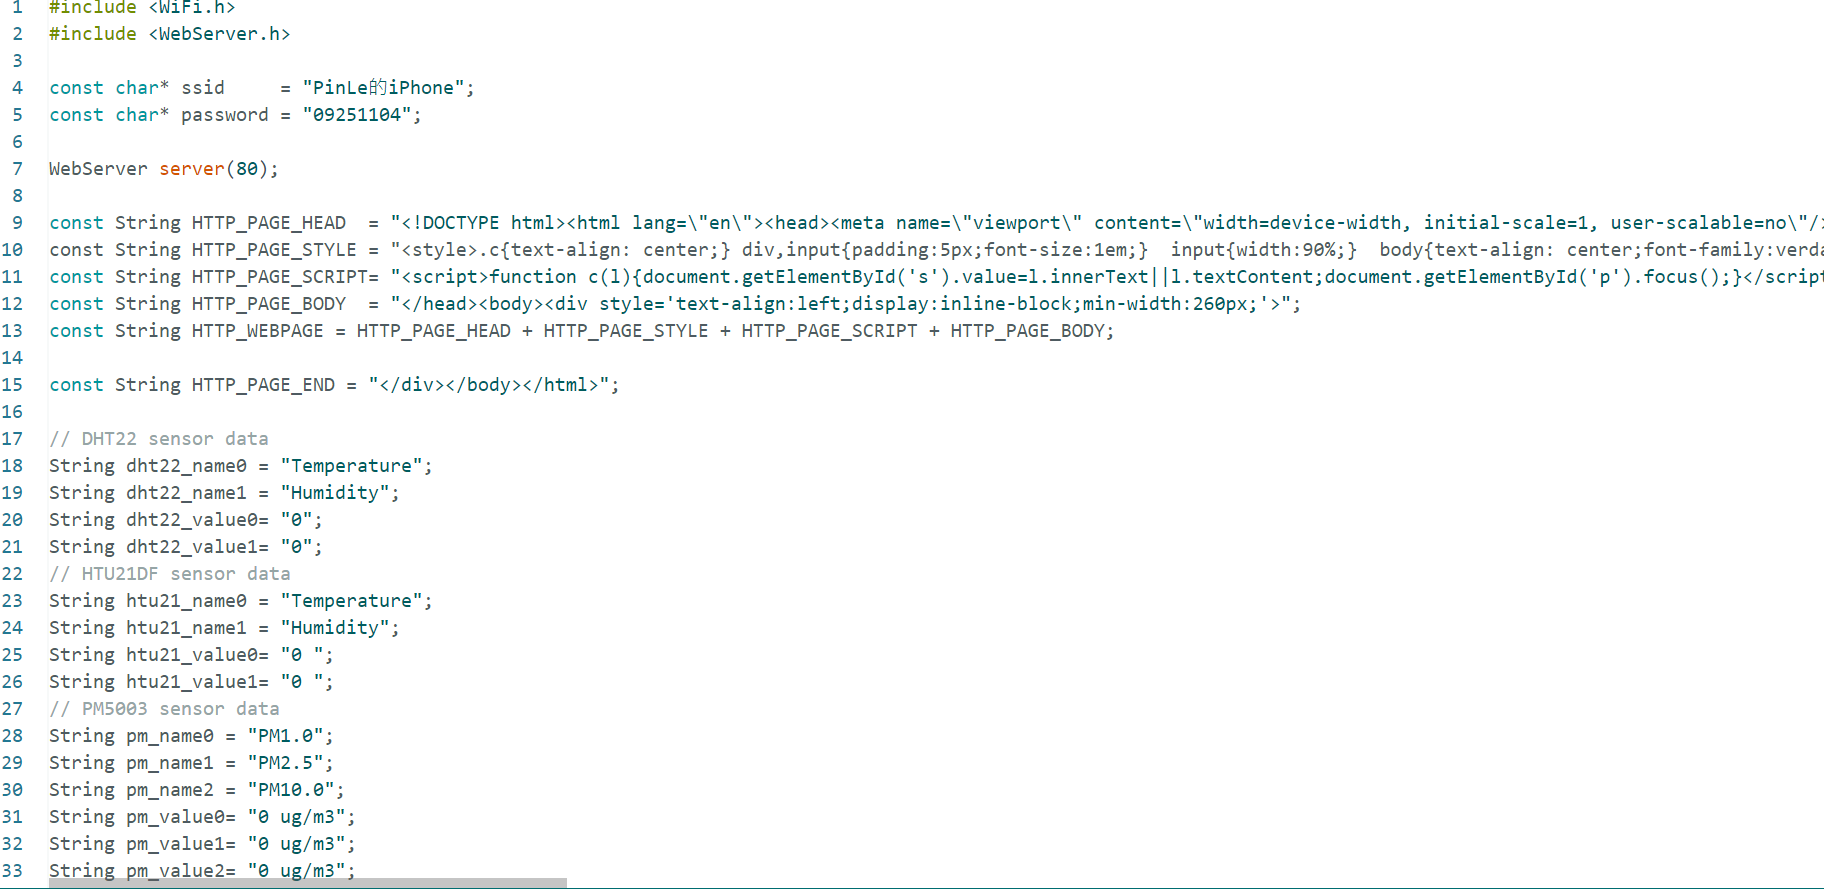 1 #include <WiFi.h>
2 #include <WebServer.h>
3
4 const char* ssid     = "PinLe的iPhone";
5 const char* password = "09251104";
6
7 WebServer server(80);
8
9 const String HTTP_PAGE_HEAD  = "<!DOCTYPE html><html lang=\"en\"><head><meta name=\"viewport\" content=\"width=device-width, initial-scale=1, user-scalable=no\"/>
10 const String HTTP_PAGE_STYLE = "<style>.c{text-align: center;} div,input{padding:5px;font-size:1em;}  input{width:90%;}  body{text-align: center;font-family:verda
11 const String HTTP_PAGE_SCRIPT= "<script>function c(l){document.getElementById('s').value=l.innerText||l.textContent;document.getElementById('p').focus();}</script
12 const String HTTP_PAGE_BODY  = "</head><body><div style='text-align:left;display:inline-block;min-width:260px;'>";
13 const String HTTP_WEBPAGE = HTTP_PAGE_HEAD + HTTP_PAGE_STYLE + HTTP_PAGE_SCRIPT + HTTP_PAGE_BODY;
14
15 const String HTTP_PAGE_END = "</div></body></html>";
16
17 // DHT22 sensor data
18 String dht22_name0 = "Temperature";
19 String dht22_name1 = "Humidity";
20 String dht22_value0= "0";
21 String dht22_value1= "0";
22 // HTU21DF sensor data
23 String htu21_name0 = "Temperature";
24 String htu21_name1 = "Humidity";
25 String htu21_value0= "0 ";
26 String htu21_value1= "0 ";
27 // PM5003 sensor data
28 String pm_name0 = "PM1.0";
29 String pm_name1 = "PM2.5";
30 String pm_name2 = "PM10.0";
31 String pm_value0= "0 ug/m3";
32 String pm_value1= "0 ug/m3";
33 String pm_value2= "0 ug/m3";